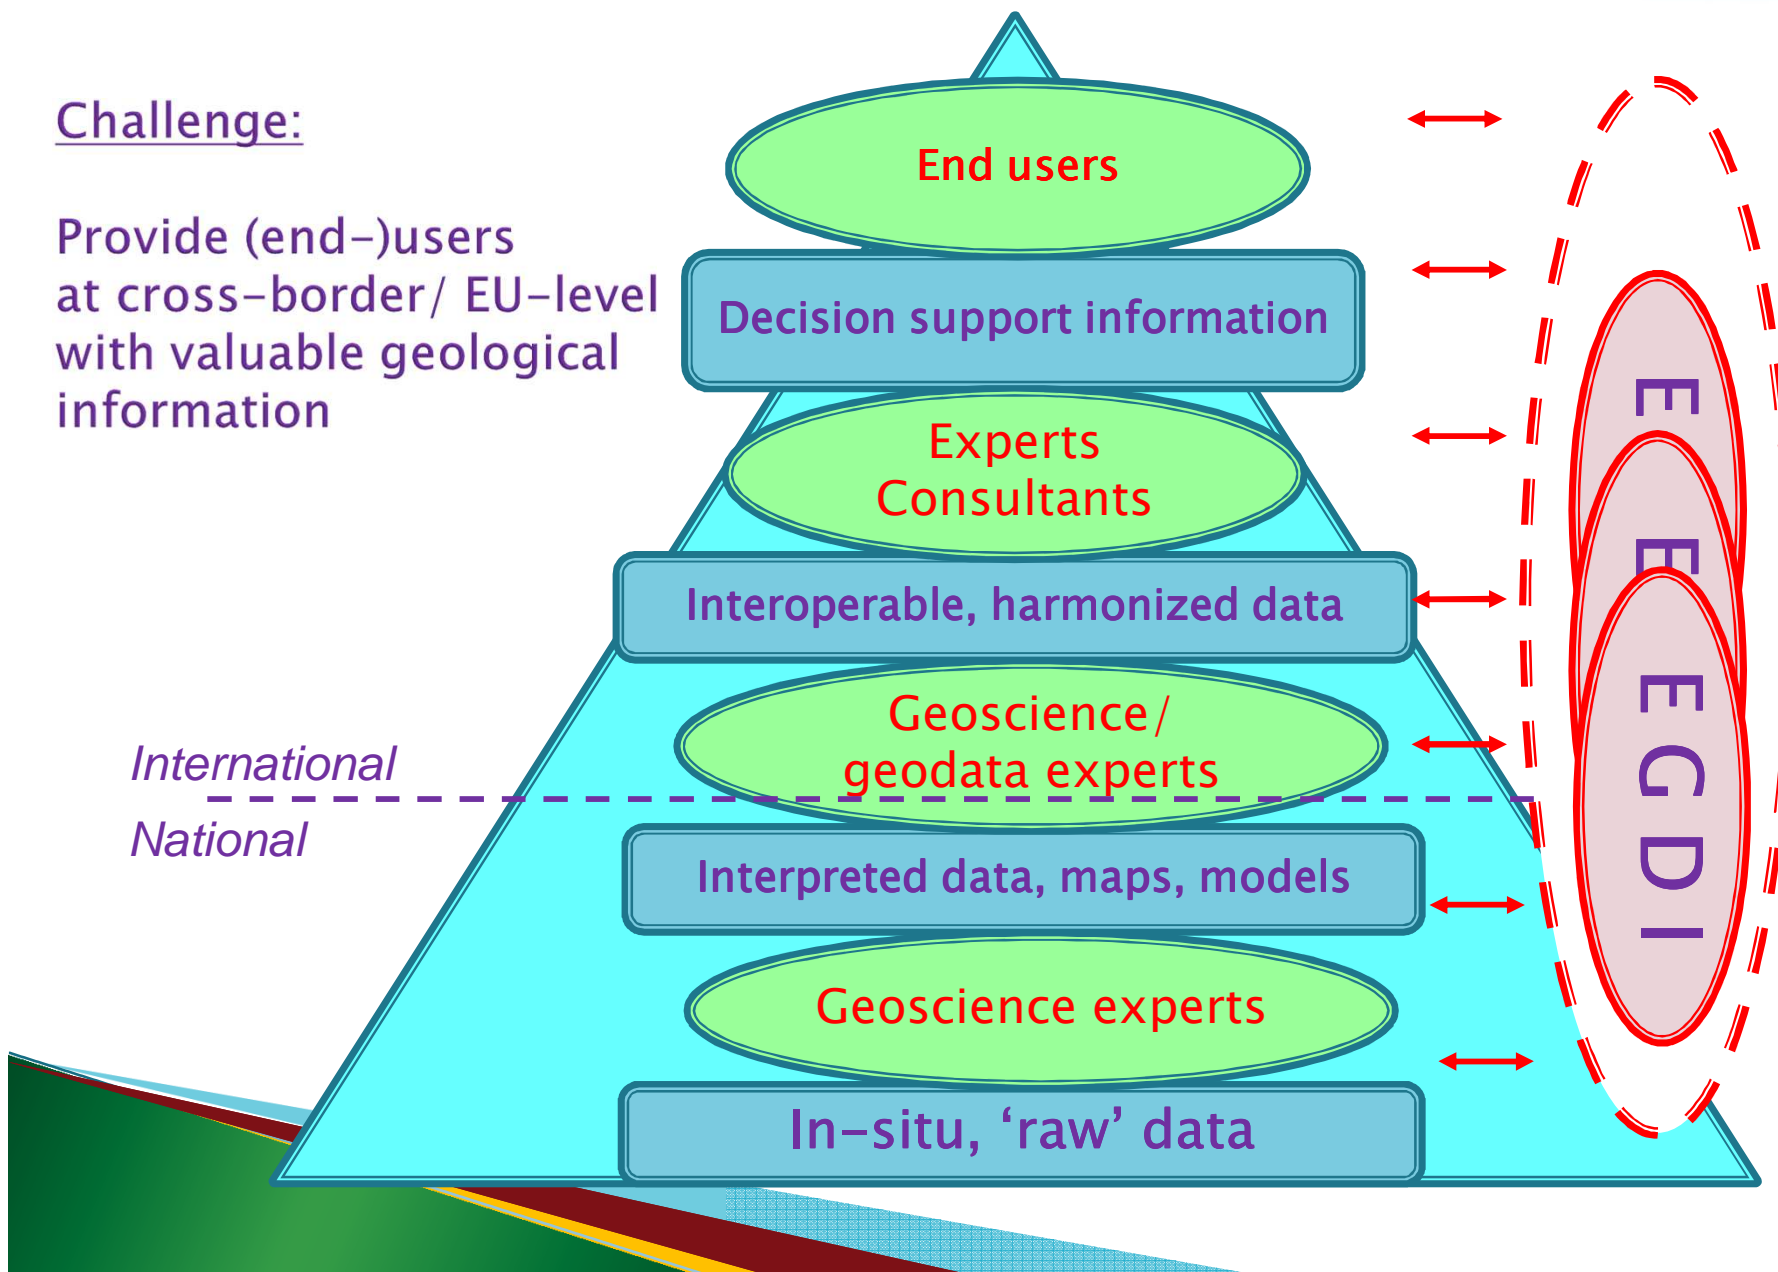 Challenge:
Provide (end-)users
at cross-border/ EU-level
with valuable geological
information
End users
Decision support information
Experts
Consultants
Interoperable, harmonized data
Geoscience/
geodata experts
International
National
Interpreted data, maps, models
Geoscience experts
In-situ, ‘raw’ data
E
E
EGDI